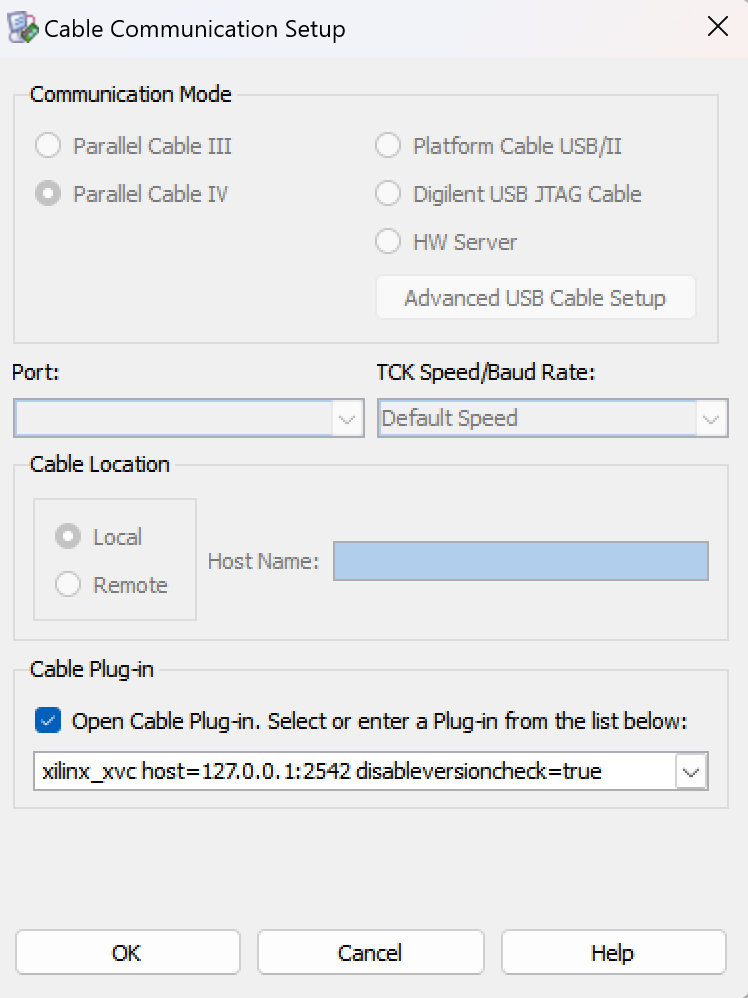 Cable Communication Setup
Communication Mode
Parallel Cable III
Platform Cable USB/II
Parallel Cable IV
Digilent USB JTAG Cable
HW Server
Advanced USB Cable Setup
Port:
TCK Speed/Baud Rate:
Default Speed
Cable Location
Local
Host Name:
Remote
Cable Plug-in
Open Cable Plug-in. Select or enter a Plug-in from the list below:
xilinx_xvc host=127.0.0.1:2542 disableversioncheck=true
OK
Cancel
Help